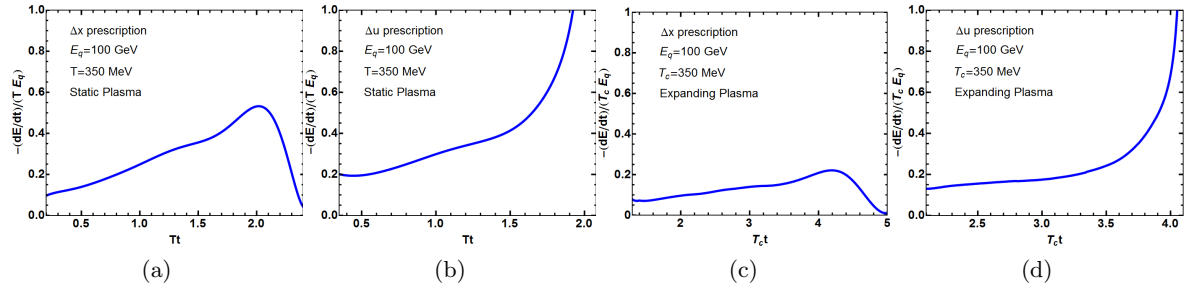 1.0
0.8
0.6
0.4
0.2
0.0
−(dE/dt)/(T E_q)
Δx prescription
E_q=100 GeV
T=350 MeV
Static Plasma
0.5 1.0 1.5 2.0
Tt
(a)
1.0
0.8
0.6
0.4
0.2
0.0
−(dE/dt)/(T E_q)
Δu prescription
E_q=100 GeV
T=350 MeV
Static Plasma
0.5 1.0 1.5 2.0
Tt
(b)
1
0.8
0.6
0.4
0.2
0
−(dE/dt)/(T_c E_q)
Δx prescription
E_q=100 GeV
T_c=350 MeV
Expanding Plasma
2 3 4 5
T_c t
(c)
1.0
0.8
0.6
0.4
0.2
0.0
−(dE/dt)/(T_c E_q)
Δu prescription
E_q=100 GeV
T_c=350 MeV
Expanding Plasma
2.5 3.0 3.5 4.0
T_c t
(d)